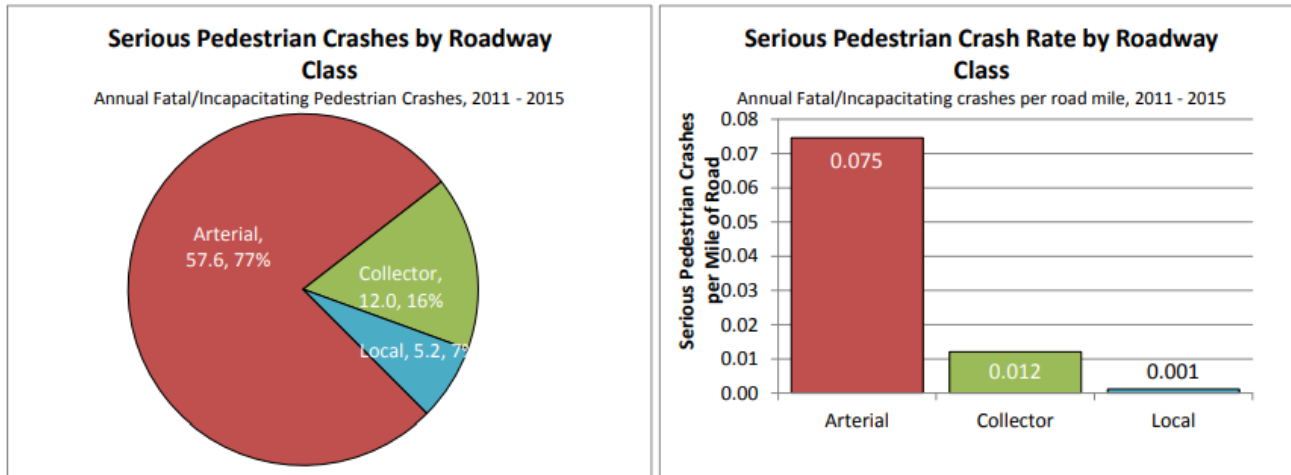 Serious Pedestrian Crashes by Roadway
Class
Annual Fatal/Incapacitating Pedestrian Crashes, 2011 - 2015
Arterial,
57.6, 77%
Collector,
12.0, 16%
Local, 5.2, 7%
Serious Pedestrian Crash Rate by Roadway
Class
Annual Fatal/Incapacitating crashes per road mile, 2011 - 2015
Serious Pedestrian Crashes
per Mile of Road
0.08
0.07
0.06
0.05
0.04
0.03
0.02
0.01
0.00
0.075
0.012
0.001
Arterial
Collector
Local